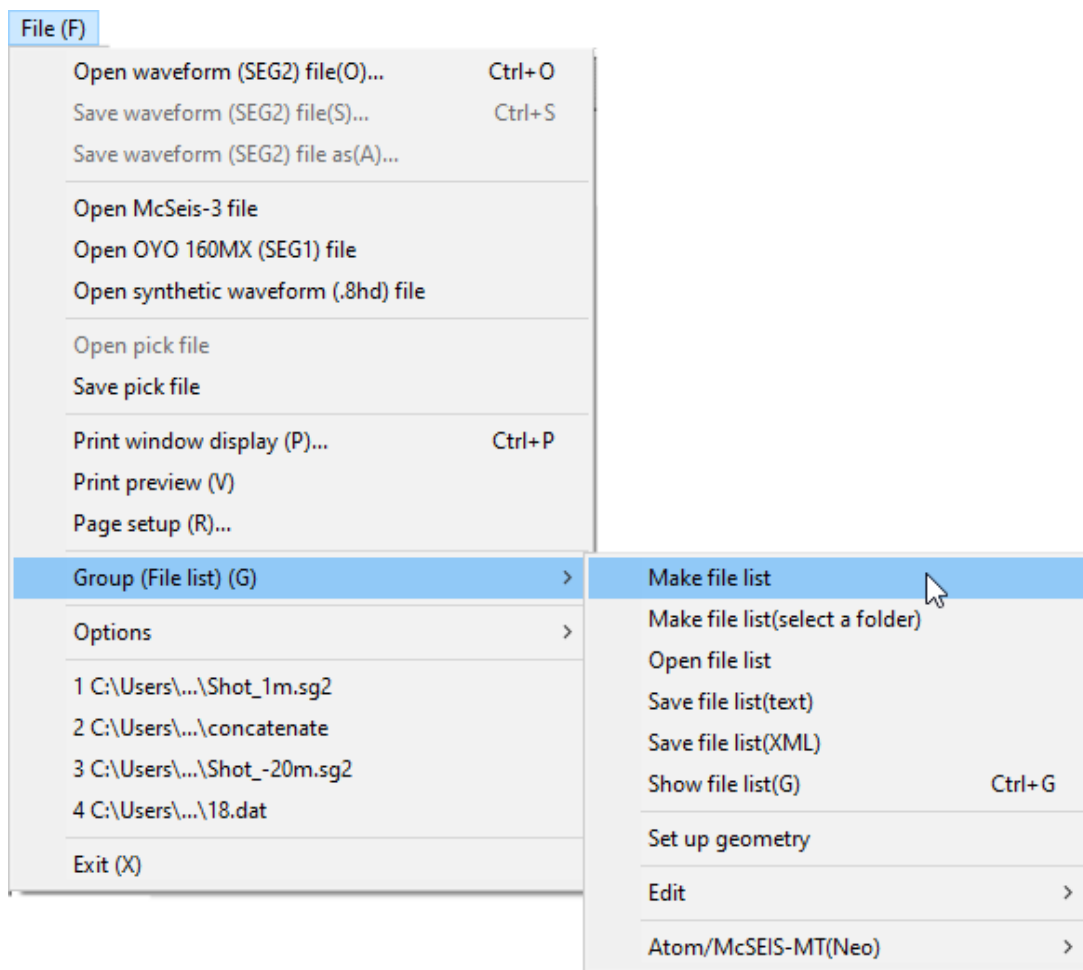 File (F)
Open waveform (SEG2) file(O)... Ctrl+O
Save waveform (SEG2) file(S)... Ctrl+S
Save waveform (SEG2) file as(A)...
Open McSeis-3 file
Open OYO 160MX (SEG1) file
Open synthetic waveform (.8hd) file
Open pick file
Save pick file
Print window display (P)... Ctrl+P
Print preview (V)
Page setup (R)...
Group (File list) (G)
Options
1 C:\Users\...\Shot_1m.sg2
2 C:\Users\...\concatenate
3 C:\Users\...\Shot_-20m.sg2
4 C:\Users\...\18.dat
Exit (X)
Make file list
Make file list(select a folder)
Open file list
Save file list(text)
Save file list(XML)
Show file list(G) Ctrl+G
Set up geometry
Edit
Atom/McSEIS-MT(Neo)